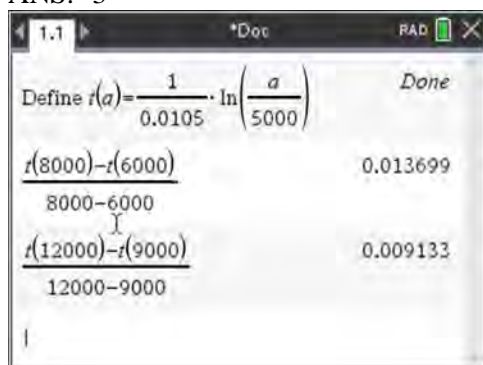 ANS: 3
1.1 *Doc RAD
Define t(a)=1/0.0105·ln(a/5000) Done
t(8000)−t(6000)/8000−6000 0.013699
t(12000)−t(9000)/12000−9000 0.009133